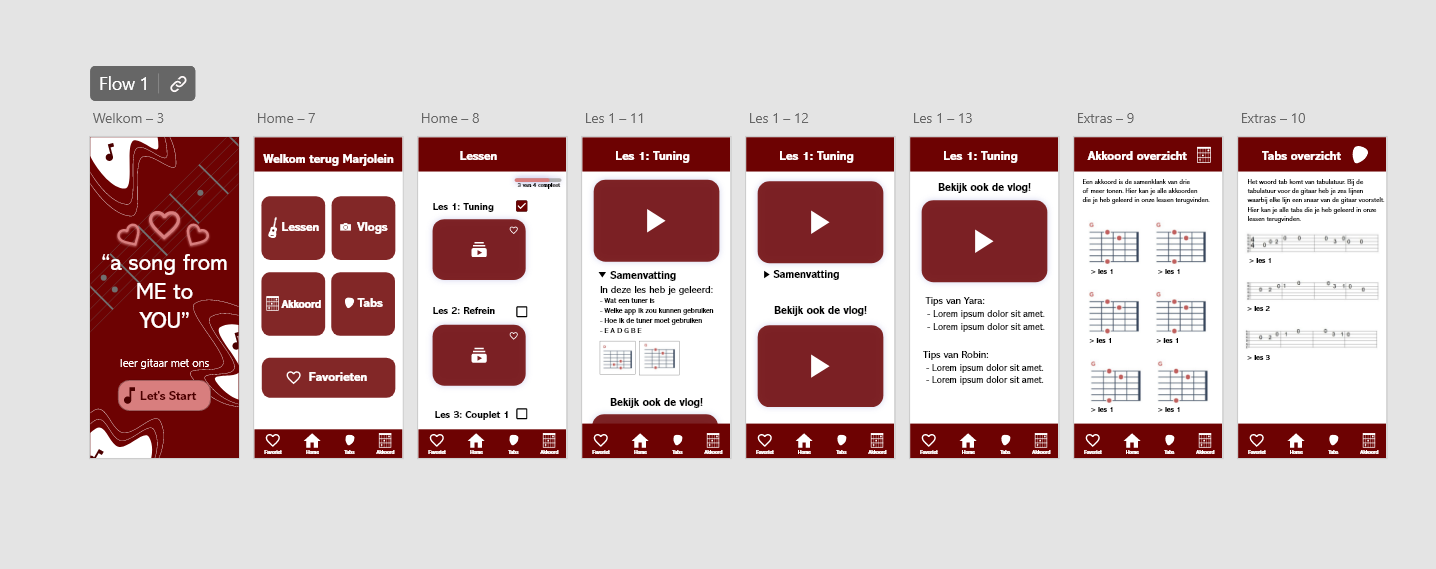 Flow 1
Welkom – 3
“a song from
ME to
YOU”
leer gitaar met ons
Let's Start
Home – 7
Welkom terug Marjolein
Lessen
Vlogs
Akkoord
Tabs
Favorieten
Favoriet
Home
Tabs
Akkoord
Home – 8
Lessen
3 van 4 compleet
Les 1: Tuning
Les 2: Refrein
Les 3: Couplet 1
Favoriet
Home
Tabs
Akkoord
Les 1 – 11
Les 1: Tuning
Samenvatting
In deze les heb je geleerd:
- Wat een tuner is
- Welke app ik zou kunnen gebruiken
- Hoe ik de tuner moet gebruiken
- E A D G B E
Bekijk ook de vlog!
Favoriet
Home
Tabs
Akkoord
Les 1 – 12
Les 1: Tuning
Samenvatting
Bekijk ook de vlog!
Favoriet
Home
Tabs
Akkoord
Les 1 – 13
Les 1: Tuning
Bekijk ook de vlog!
Tips van Yara:
- Lorem ipsum dolor sit amet.
- Lorem ipsum dolor sit amet.
Tips van Robin:
- Lorem ipsum dolor sit amet.
- Lorem ipsum dolor sit amet.
Favoriet
Home
Tabs
Akkoord
Extras – 9
Akkoord overzicht
Een akkoord is de samenklank van drie
of meer tonen. Hier kan je alle akkoorden
die je heb geleerd in onze lessen terugvinden.
G
G
> les 1
> les 1
G
G
> les 1
> les 1
G
G
> les 1
> les 1
Favoriet
Home
Tabs
Akkoord
Extras – 10
Tabs overzicht
Het woord tab komt van tabulatuur. Bij de
tabulatuur voor de gitaar heb je zes lijnen
waarbij elke lijn een snaar van de gitaar voorstelt.
Hier kan je alle tabs die je heb geleerd in onze
lessen terugvinden.
> les 1
> les 2
> les 3
Favoriet
Home
Tabs
Akkoord